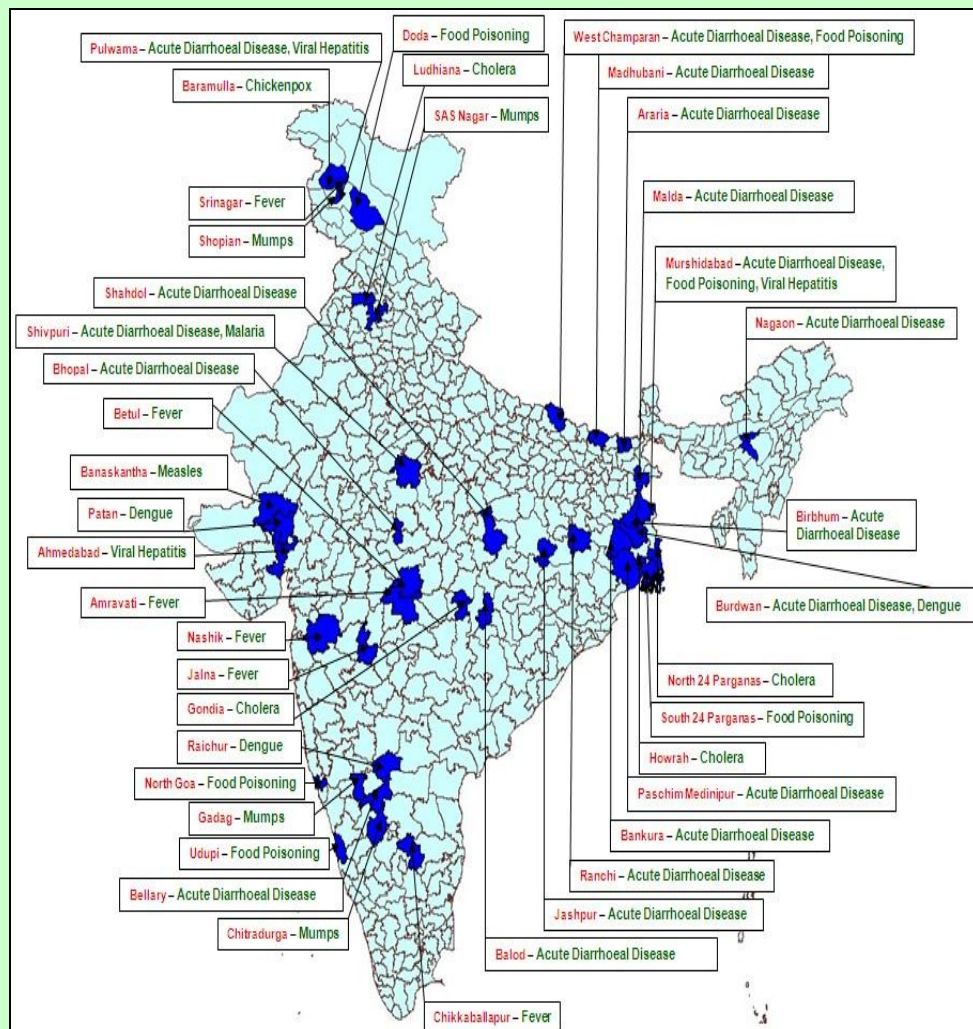 Pulwama – Acute Diarrhoeal Disease, Viral Hepatitis
Doda – Food Poisoning
West Champaran – Acute Diarrhoeal Disease, Food Poisoning
Ludhiana – Cholera
Madhubani – Acute Diarrhoeal Disease
Baramulla – Chickenpox
SAS Nagar – Mumps
Araria – Acute Diarrhoeal Disease
Srinagar – Fever
Malda – Acute Diarrhoeal Disease
Shopian – Mumps
Murshidabad – Acute Diarrhoeal Disease,
Food Poisoning, Viral Hepatitis
Shahdol – Acute Diarrhoeal Disease
Nagaon – Acute Diarrhoeal Disease
Shivpuri – Acute Diarrhoeal Disease, Malaria
Bhopal – Acute Diarrhoeal Disease
Betul – Fever
Banaskantha – Measles
Patan – Dengue
Birbhum – Acute
Diarrhoeal Disease
Ahmedabad – Viral Hepatitis
Amravati – Fever
Burdwan – Acute Diarrhoeal Disease, Dengue
Nashik – Fever
Jalna – Fever
North 24 Parganas – Cholera
Gondia – Cholera
South 24 Parganas – Food Poisoning
Raichur – Dengue
Howrah – Cholera
North Goa – Food Poisoning
Paschim Medinipur – Acute Diarrhoeal Disease
Gadag – Mumps
Bankura – Acute Diarrhoeal Disease
Udupi – Food Poisoning
Ranchi – Acute Diarrhoeal Disease
Bellary – Acute Diarrhoeal Disease
Jashpur – Acute Diarrhoeal Disease
Chitradurga – Mumps
Balod – Acute Diarrhoeal Disease
Chikkaballapur – Fever